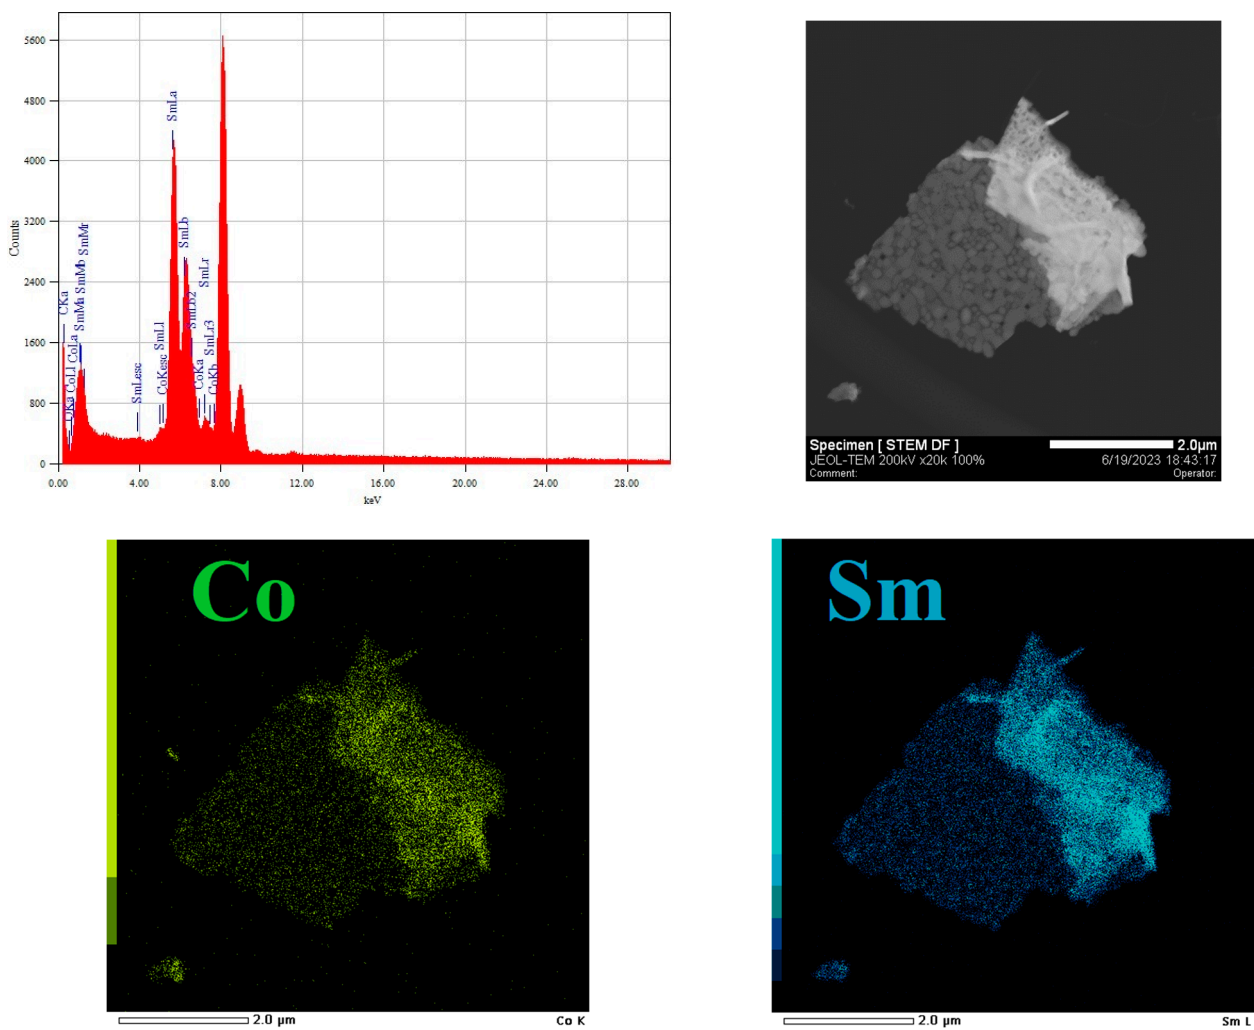 5600
4800
4000
3200
2400
1600
800
0
Counts
0.00 4.00 8.00 12.00 16.00 20.00 24.00 28.00
keV
CKa
OKa
CoLl
CoLa
SmMa
SmMb
SmMr
SmLesc
CoKesc
SmLl
SmLa
SmLb
SmLb2
CoKa
SmLr
SmLr3
CoKb
Specimen [ STEM DF ] 2.0µm
JEOL-TEM 200kV x20k 100% 6/19/2023 18:43:17
Comment: Operator:
Co
2.0 µm Co K
Sm
2.0 µm Sm L